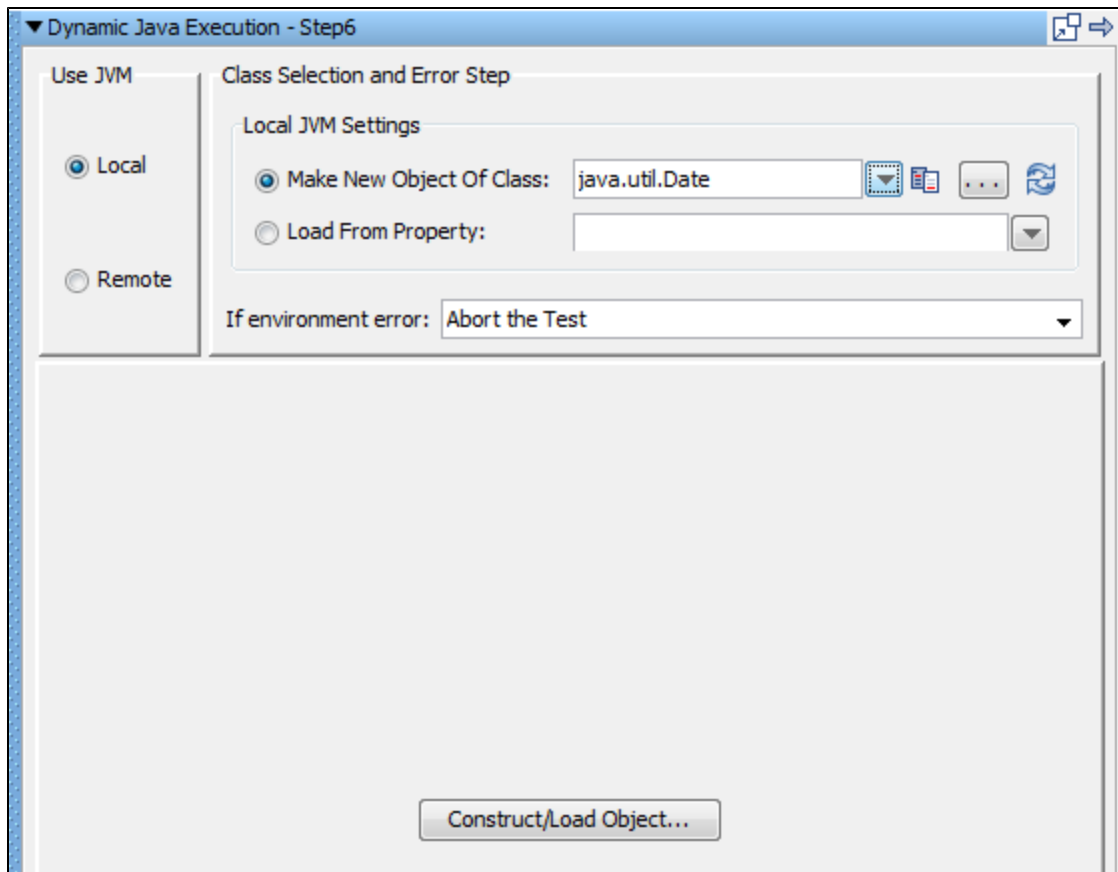 Dynamic Java Execution - Step6
Use JVM
Local
Remote
Class Selection and Error Step
Local JVM Settings
Make New Object Of Class: java.util.Date ...
Load From Property:
If environment error: Abort the Test
Construct/Load Object...